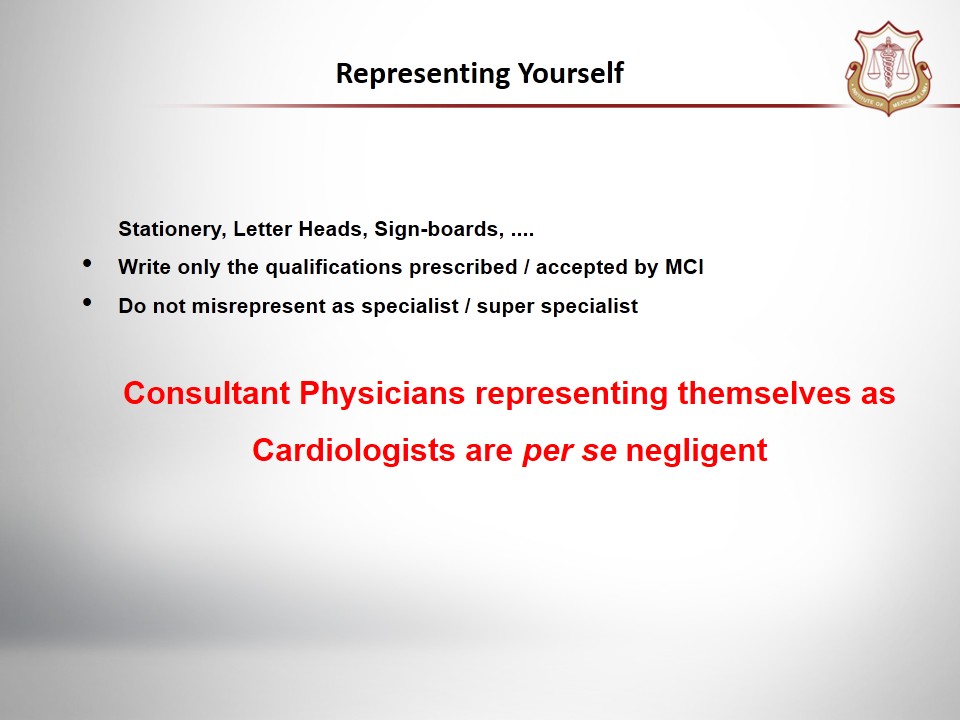 Representing Yourself
INSTITUTE OF MEDICINE & LAW
Stationery, Letter Heads, Sign-boards, ....
• Write only the qualifications prescribed / accepted by MCI
• Do not misrepresent as specialist / super specialist
Consultant Physicians representing themselves as
Cardiologists are per se negligent